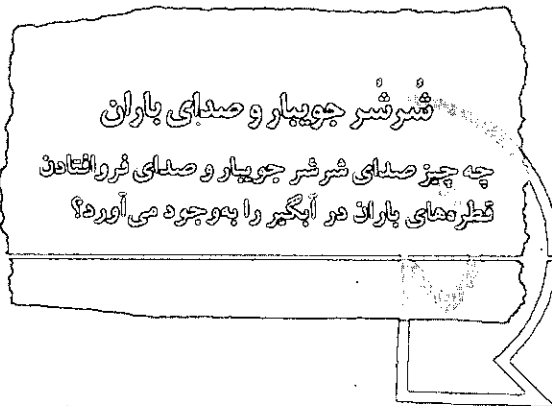 شُرشُر جویبار و صدای باران
چه چیز صدای شرشر جویبار و صدای فروافتادن
قطره‌های باران در آبگیر را به‌وجود می‌آورد؟